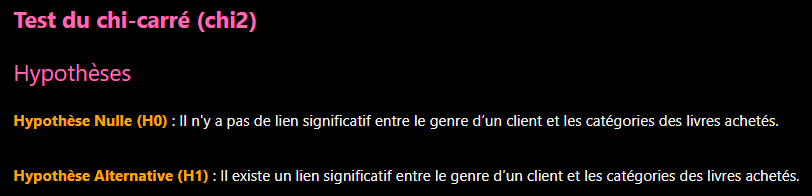 Test du chi-carré (chi2)
Hypothèses
Hypothèse Nulle (H0) : Il n'y a pas de lien significatif entre le genre d’un client et les catégories des livres achetés.
Hypothèse Alternative (H1) : Il existe un lien significatif entre le genre d’un client et les catégories des livres achetés.